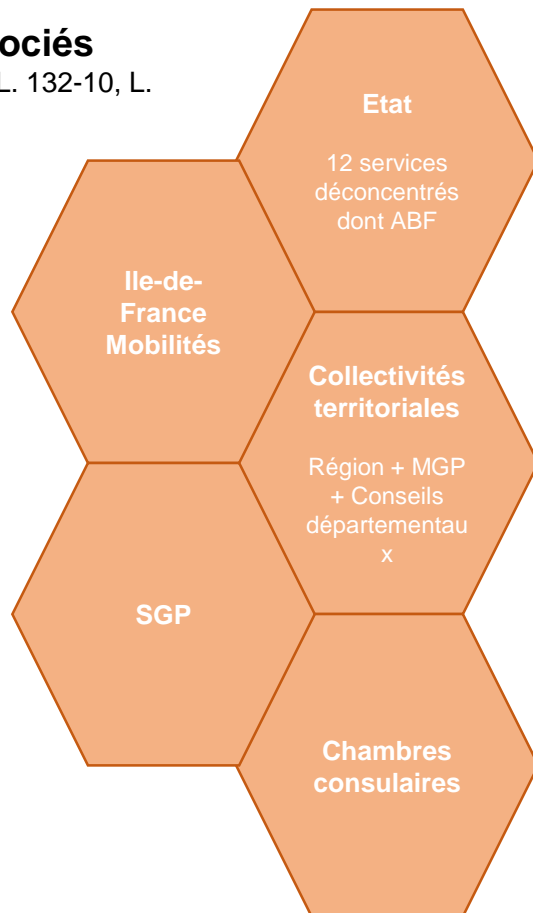 ociés
L. 132-10, L.
Etat
12 services
déconcentrés
dont ABF
Ile-de-
France
Mobilités
Collectivités
territoriales
Région + MGP
+ Conseils
départementau
x
SGP
Chambres
consulaires